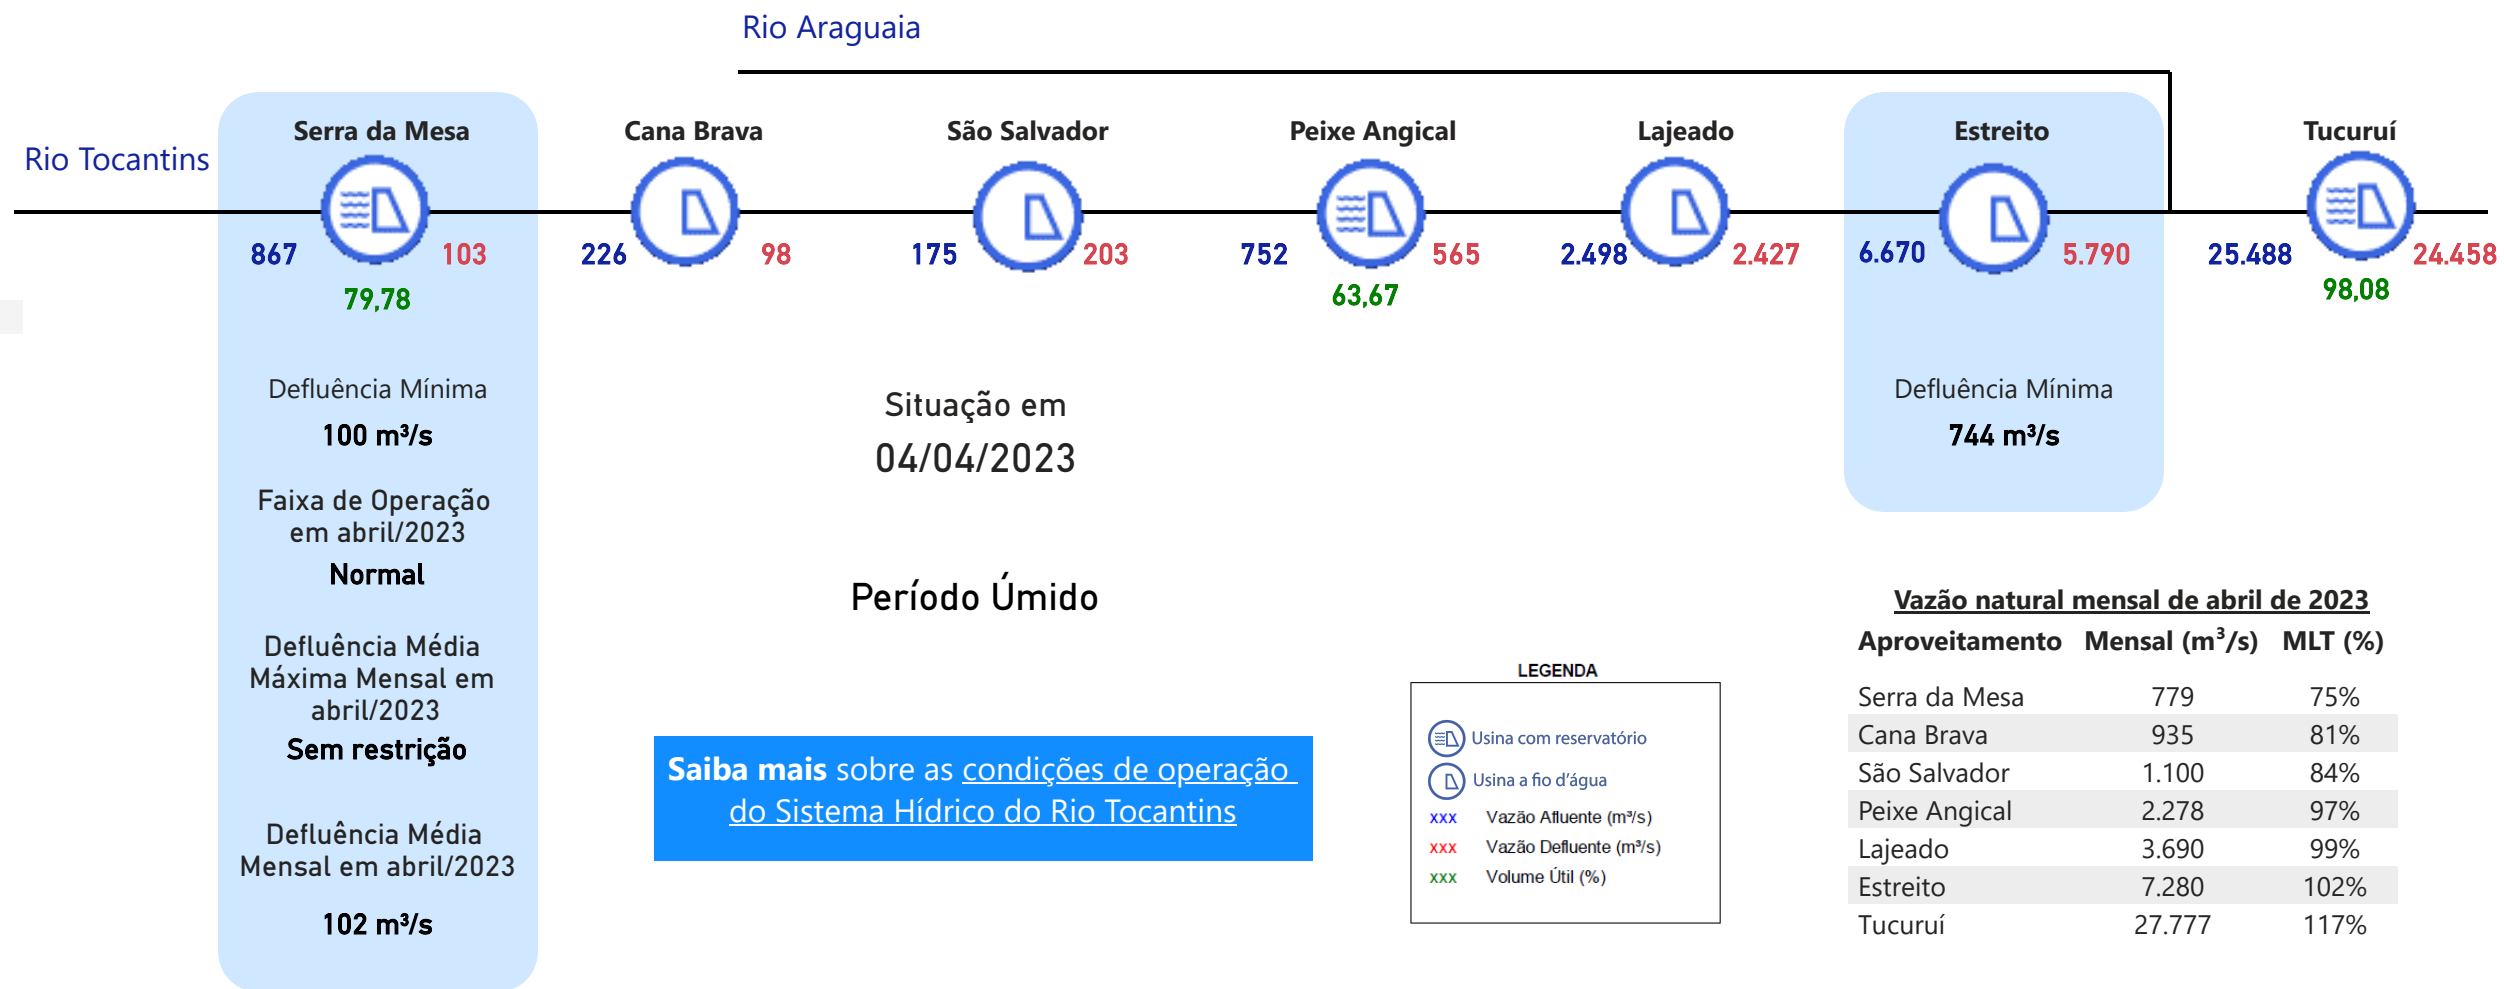 Rio Araguaia
Rio Tocantins
Serra da Mesa
Cana Brava
São Salvador
Peixe Angical
Lajeado
Estreito
Tucuruí
867 103
226 98
175 203
752 565
2.498 2.427
6.670 5.790
25.488 24.458
79,78
63,67
98,08
Defluência Mínima
100 m³/s
Faixa de Operação
em abril/2023
Normal
Defluência Média
Máxima Mensal em
abril/2023
Sem restrição
Defluência Média
Mensal em abril/2023
102 m³/s
Situação em
04/04/2023
Período Úmido
Saiba mais sobre as condições de operação
do Sistema Hídrico do Rio Tocantins
Defluência Mínima
744 m³/s
LEGENDA
Usina com reservatório
Usina a fio d'água
xxx Vazão Afluente (m³/s)
xxx Vazão Defluente (m³/s)
xxx Volume Útil (%)
Vazão natural mensal de abril de 2023
Aproveitamento Mensal (m³/s) MLT (%)
Serra da Mesa 779 75%
Cana Brava 935 81%
São Salvador 1.100 84%
Peixe Angical 2.278 97%
Lajeado 3.690 99%
Estreito 7.280 102%
Tucuruí 27.777 117%